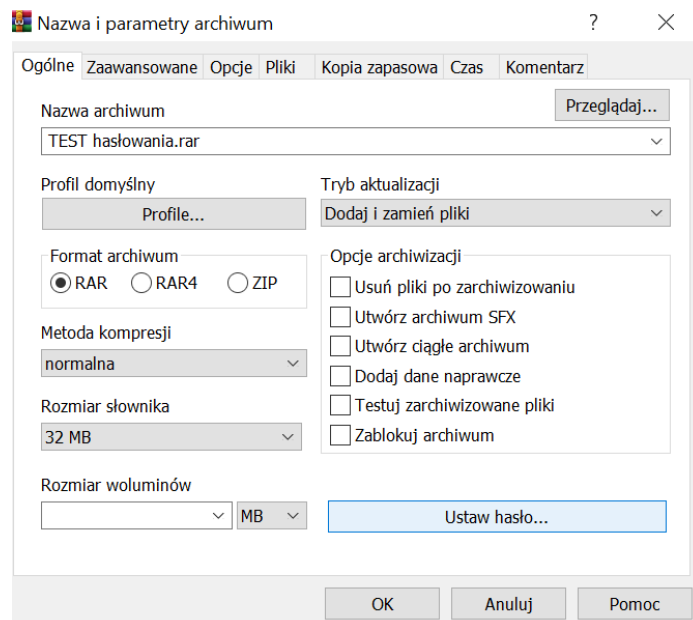 Nazwa i parametry archiwum
?
Ogólne Zaawansowane Opcje Pliki Kopia zapasowa Czas Komentarz
Nazwa archiwum
Przeglądaj...
TEST hasłowania.rar
Profil domyślny
Profile...
Tryb aktualizacji
Dodaj i zamień pliki
Format archiwum
RAR RAR4 ZIP
Metoda kompresji
normalna
Rozmiar słownika
32 MB
Rozmiar woluminów
MB
Opcje archiwizacji
Usuń pliki po zarchiwizowaniu
Utwórz archiwum SFX
Utwórz ciągłe archiwum
Dodaj dane naprawcze
Testuj zarchiwizowane pliki
Zablokuj archiwum
Ustaw hasło...
OK Anuluj Pomoc